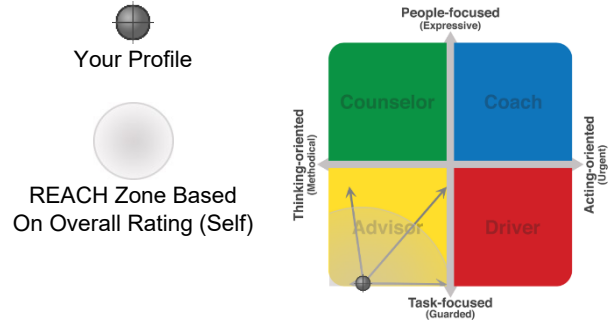 Your Profile
REACH Zone Based
On Overall Rating (Self)
People-focused
(Expressive)
Counselor
Coach
Thinking-oriented
(Methodical)
Acting-oriented
(Urgent)
Advisor
Driver
Task-focused
(Guarded)